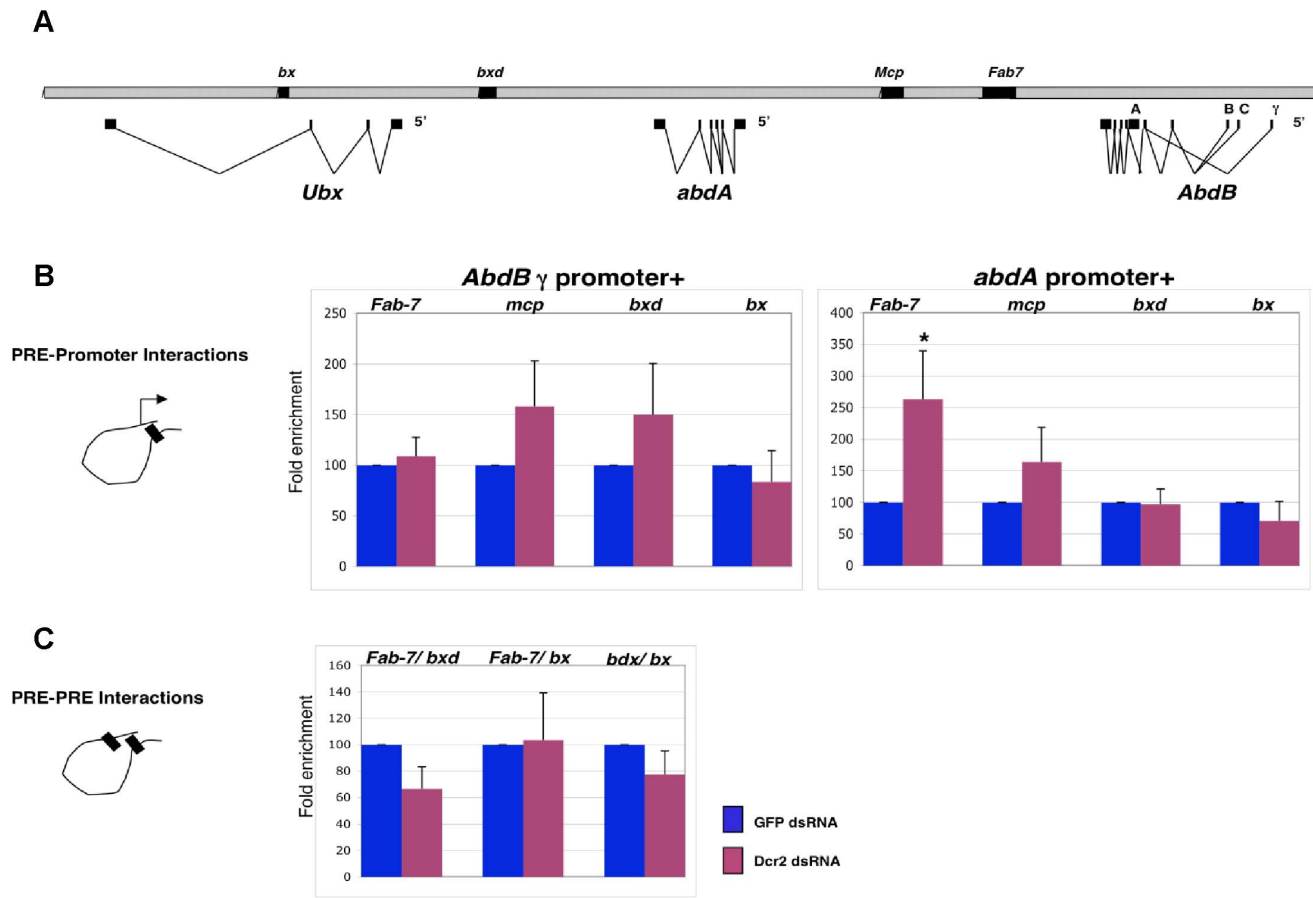 A
bx bxd Mcp Fab7
5' 5' A B C γ 5'
Ubx abdA AbdB
B
PRE-Promoter Interactions
AbdB γ promoter+
Fab-7 mcp bxd bx
Fold enrichment
250
200
150
100
50
0
abdA promoter+
Fab-7 mcp bxd bx
400
350
300
250
200
150
100
50
0
*
C
PRE-PRE Interactions
Fab-7/ bxd Fab-7/ bx bdx/ bx
Fold enrichment
160
140
120
100
80
60
40
20
0
GFP dsRNA
Dcr2 dsRNA